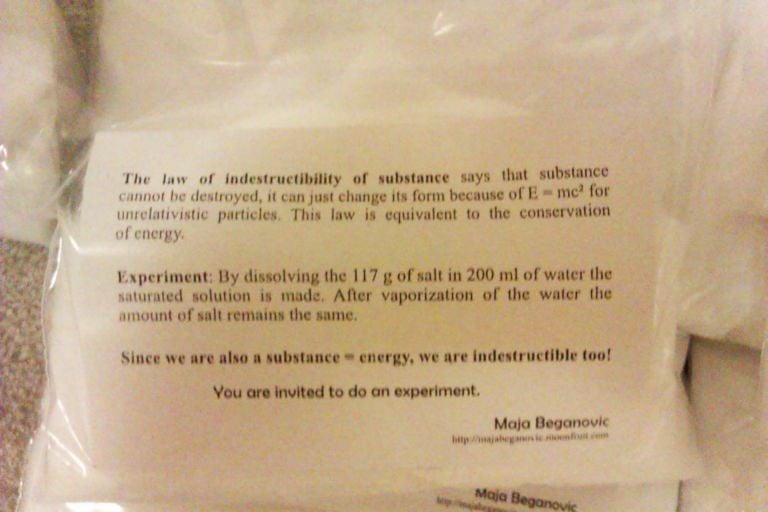 The law of indestructibility of substance says that substance
cannot be destroyed, it can just change its form because of E = mc² for
unrelativistic particles. This law is equivalent to the conservation
of energy.
Experiment: By dissolving the 117 g of salt in 200 ml of water the
saturated solution is made. After vaporization of the water the
amount of salt remains the same.
Since we are also a substance = energy, we are indestructible too!
You are invited to do an experiment.
Maja Beganovic
http://majabeganovic.moonfruit.com
Maja Beganovic